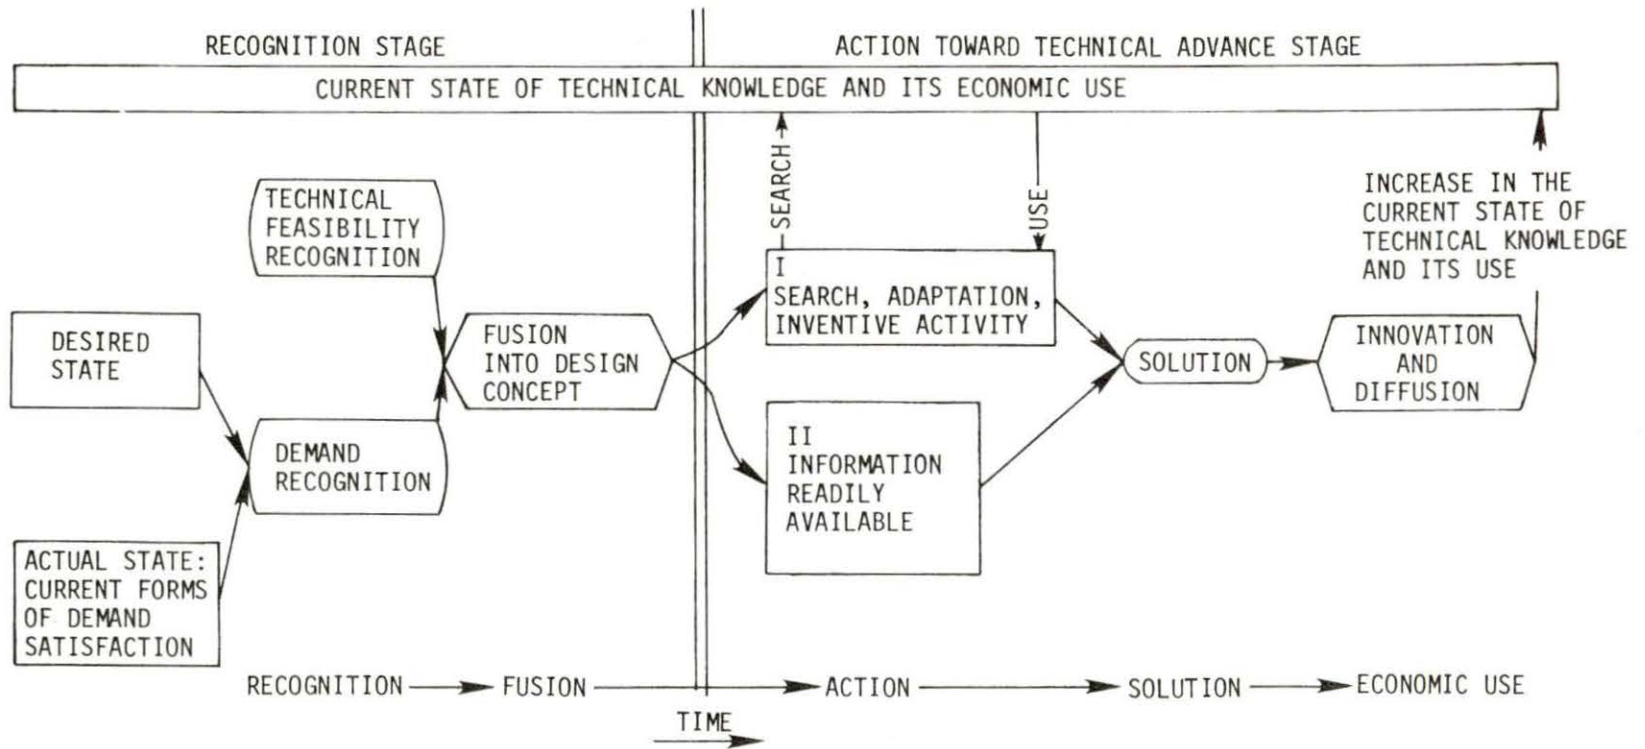 RECOGNITION STAGE
ACTION TOWARD TECHNICAL ADVANCE STAGE
CURRENT STATE OF TECHNICAL KNOWLEDGE AND ITS ECONOMIC USE
TECHNICAL
FEASIBILITY
RECOGNITION
DESIRED
STATE
DEMAND
RECOGNITION
ACTUAL STATE:
CURRENT FORMS
OF DEMAND
SATISFACTION
FUSION
INTO DESIGN
CONCEPT
SEARCH
USE
I
SEARCH, ADAPTATION,
INVENTIVE ACTIVITY
II
INFORMATION
READILY
AVAILABLE
SOLUTION
INNOVATION
AND
DIFFUSION
INCREASE IN THE
CURRENT STATE OF
TECHNICAL KNOWLEDGE
AND ITS USE
RECOGNITION FUSION ACTION SOLUTION ECONOMIC USE
TIME